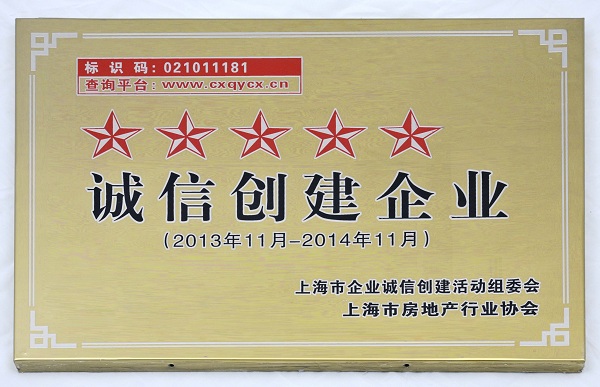 标 识 码：021011181
查询平台：www.cxqycx.cn
诚信创建企业
(2013年11月-2014年11月)
上海市企业诚信创建活动组委会
上海市房地产行业协会